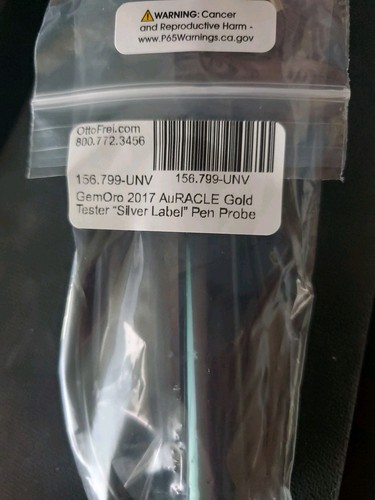 ⚠WARNING: Cancer
and Reproductive Harm -
www.P65Warnings.ca.gov
OttoFrei.com
800.772.3456
156.799-UNV 156.799-UNV
GemOro 2017 AuRACLE Gold
Tester "Silver Label" Pen Probe